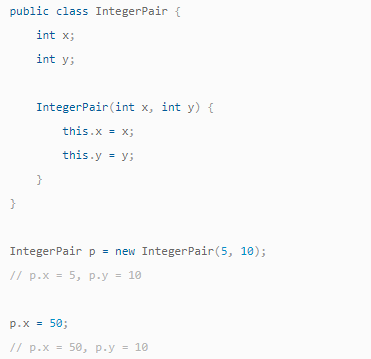 public class IntegerPair {
    int x;
    int y;

    IntegerPair(int x, int y) {
        this.x = x;
        this.y = y;
    }
}

IntegerPair p = new IntegerPair(5, 10);
// p.x = 5, p.y = 10

p.x = 50;
// p.x = 50, p.y = 10